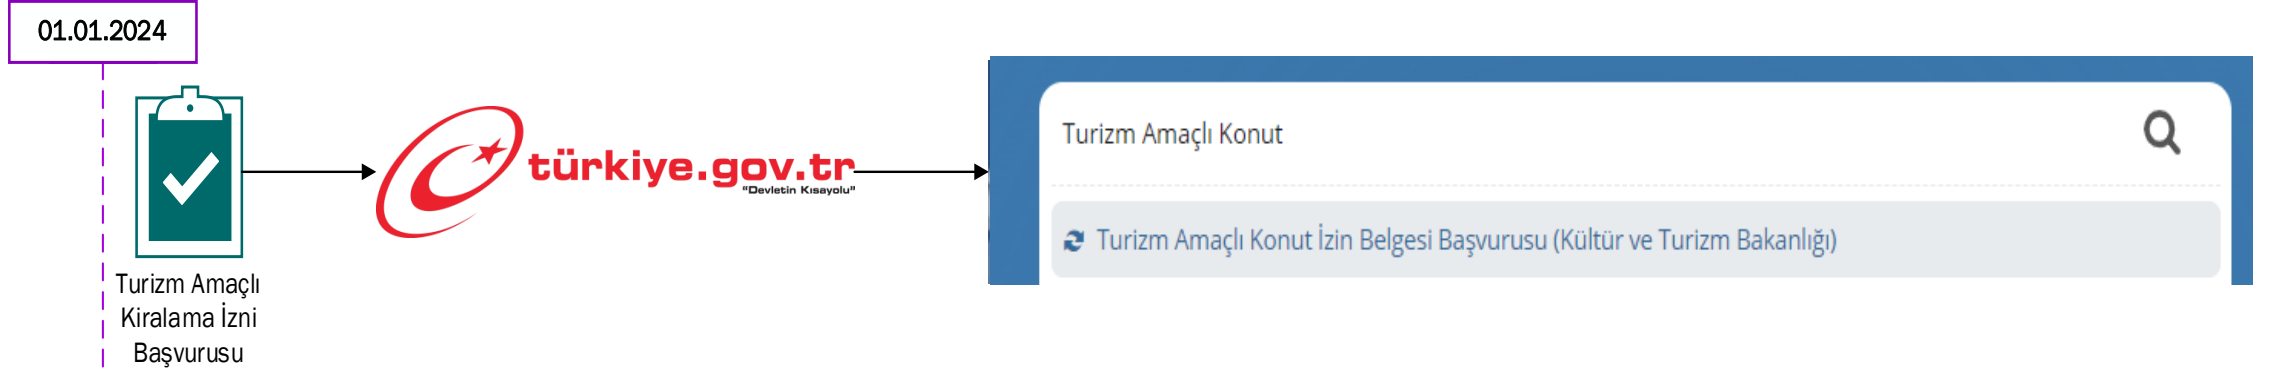 01.01.2024
Turizm Amaçlı
Kiralama İzni
Başvurusu
türkiye.gov.tr
"Devletin Kısayolu"
Turizm Amaçlı Konut
Turizm Amaçlı Konut İzin Belgesi Başvurusu (Kültür ve Turizm Bakanlığı)